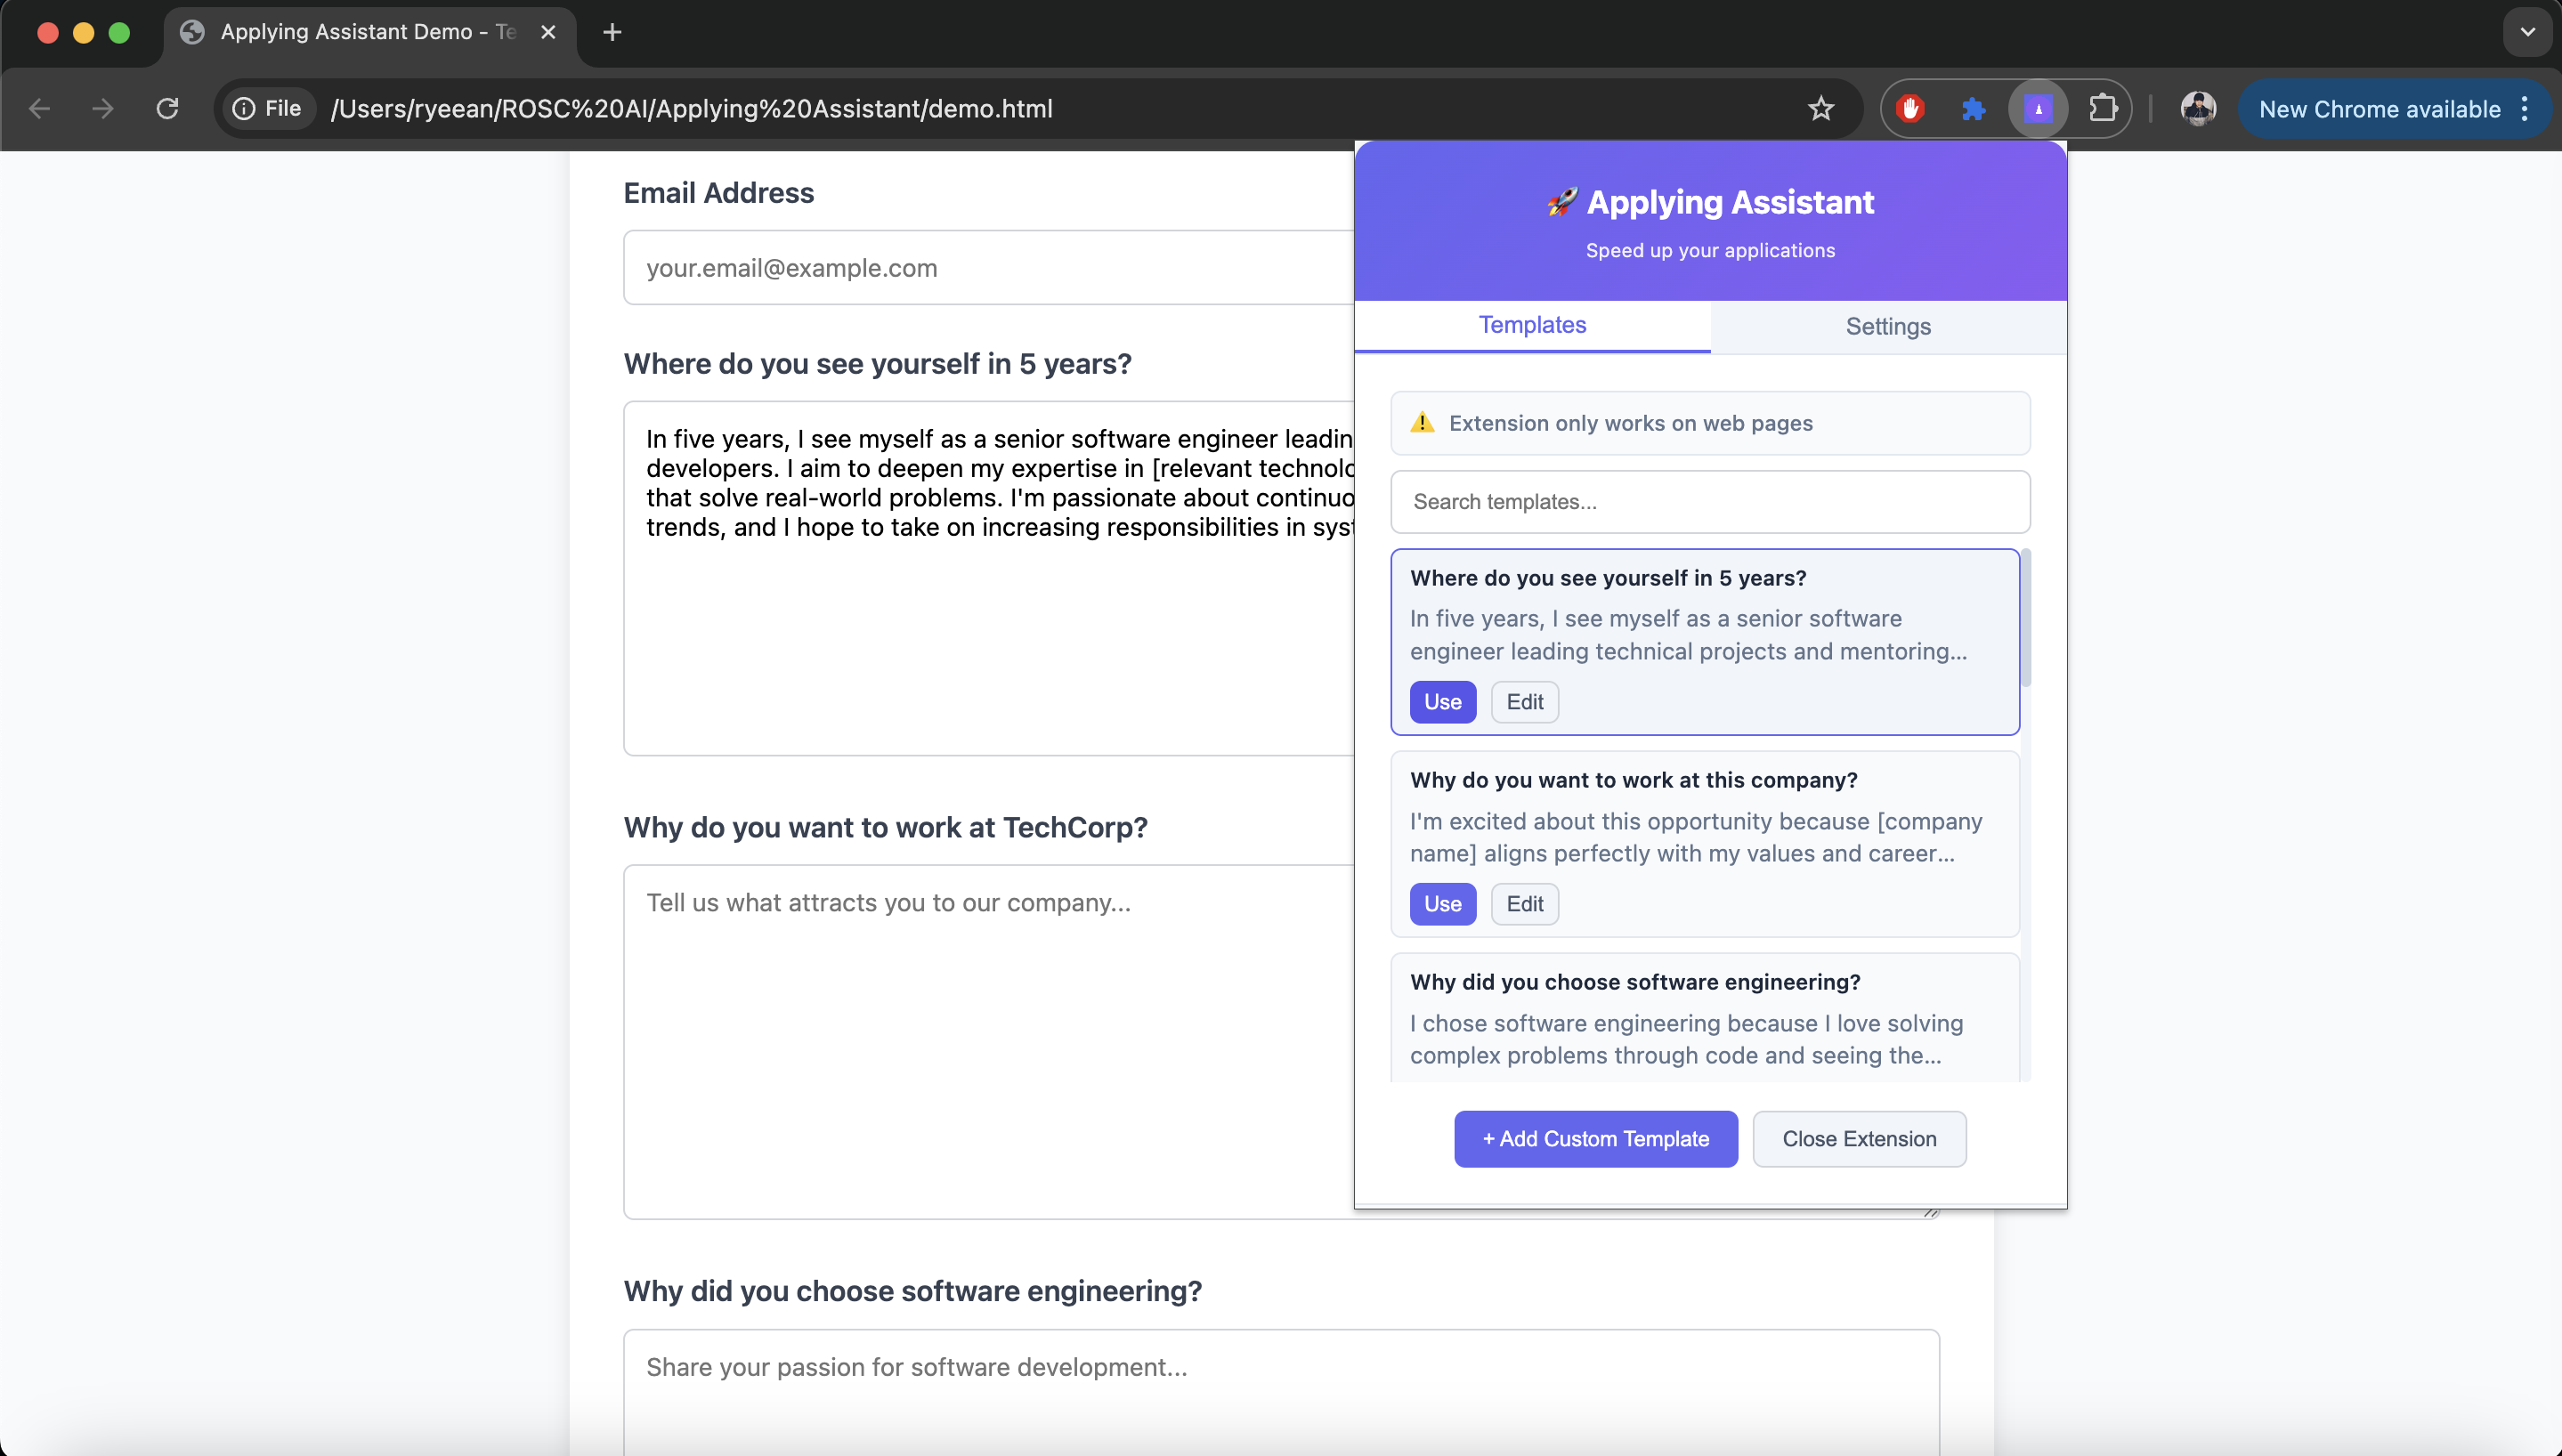 Applying Assistant Demo - Te
File
/Users/ryeean/ROSC%20AI/Applying%20Assistant/demo.html
New Chrome available
Email Address
your.email@example.com
Where do you see yourself in 5 years?
In five years, I see myself as a senior software engineer leadin
developers. I aim to deepen my expertise in [relevant technolo
that solve real-world problems. I'm passionate about continuo
trends, and I hope to take on increasing responsibilities in syst
Why do you want to work at TechCorp?
Tell us what attracts you to our company...
Why did you choose software engineering?
Share your passion for software development...
🚀 Applying Assistant
Speed up your applications
Templates
Settings
⚠️ Extension only works on web pages
Search templates...
Where do you see yourself in 5 years?
In five years, I see myself as a senior software
engineer leading technical projects and mentoring...
Use
Edit
Why do you want to work at this company?
I'm excited about this opportunity because [company
name] aligns perfectly with my values and career...
Use
Edit
Why did you choose software engineering?
I chose software engineering because I love solving
complex problems through code and seeing the...
+ Add Custom Template
Close Extension